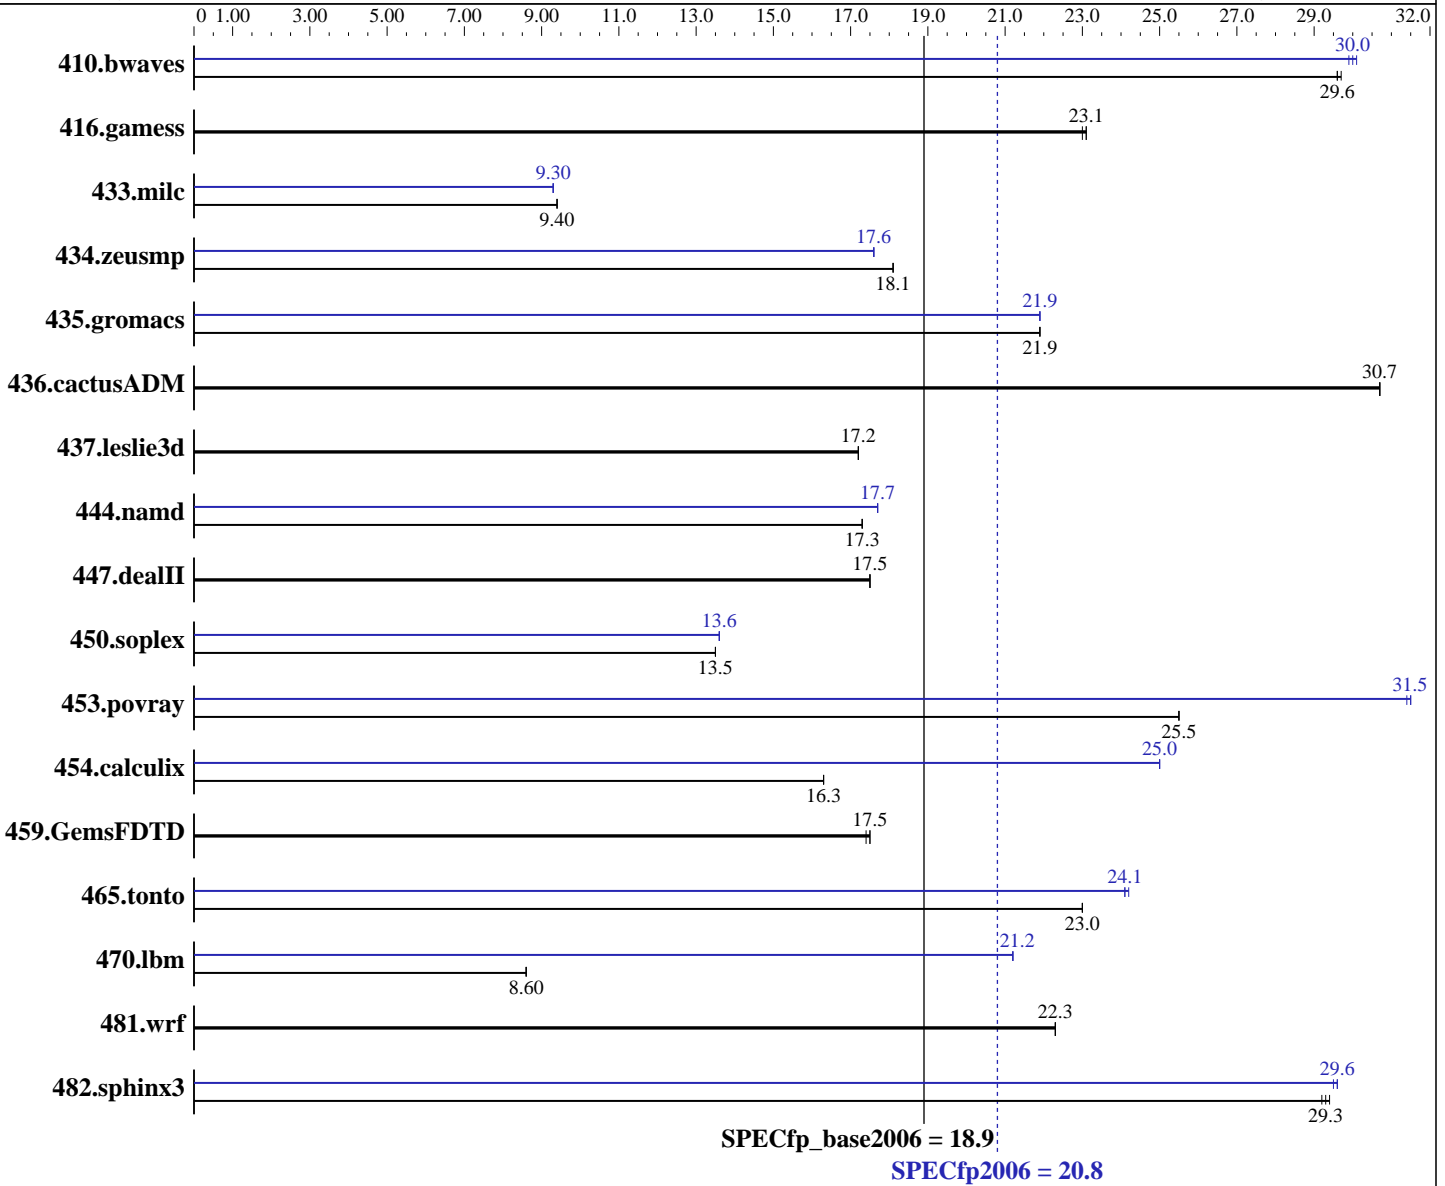 0 1.00 3.00 5.00 7.00 9.00 11.0 13.0 15.0 17.0 19.0 21.0 23.0 25.0 27.0 29.0 32.0
30.0
410.bwaves
29.6
23.1
416.gamess
9.30
433.milc
9.40
17.6
434.zeusmp
18.1
21.9
435.gromacs
21.9
30.7
436.cactusADM
17.2
437.leslie3d
17.7
444.namd
17.3
17.5
447.dealII
13.6
450.soplex
13.5
31.5
453.povray
25.5
25.0
454.calculix
16.3
17.5
459.GemsFDTD
24.1
465.tonto
23.0
21.2
470.lbm
8.60
22.3
481.wrf
29.6
482.sphinx3
29.3
SPECfp_base2006 = 18.9
SPECfp2006 = 20.8